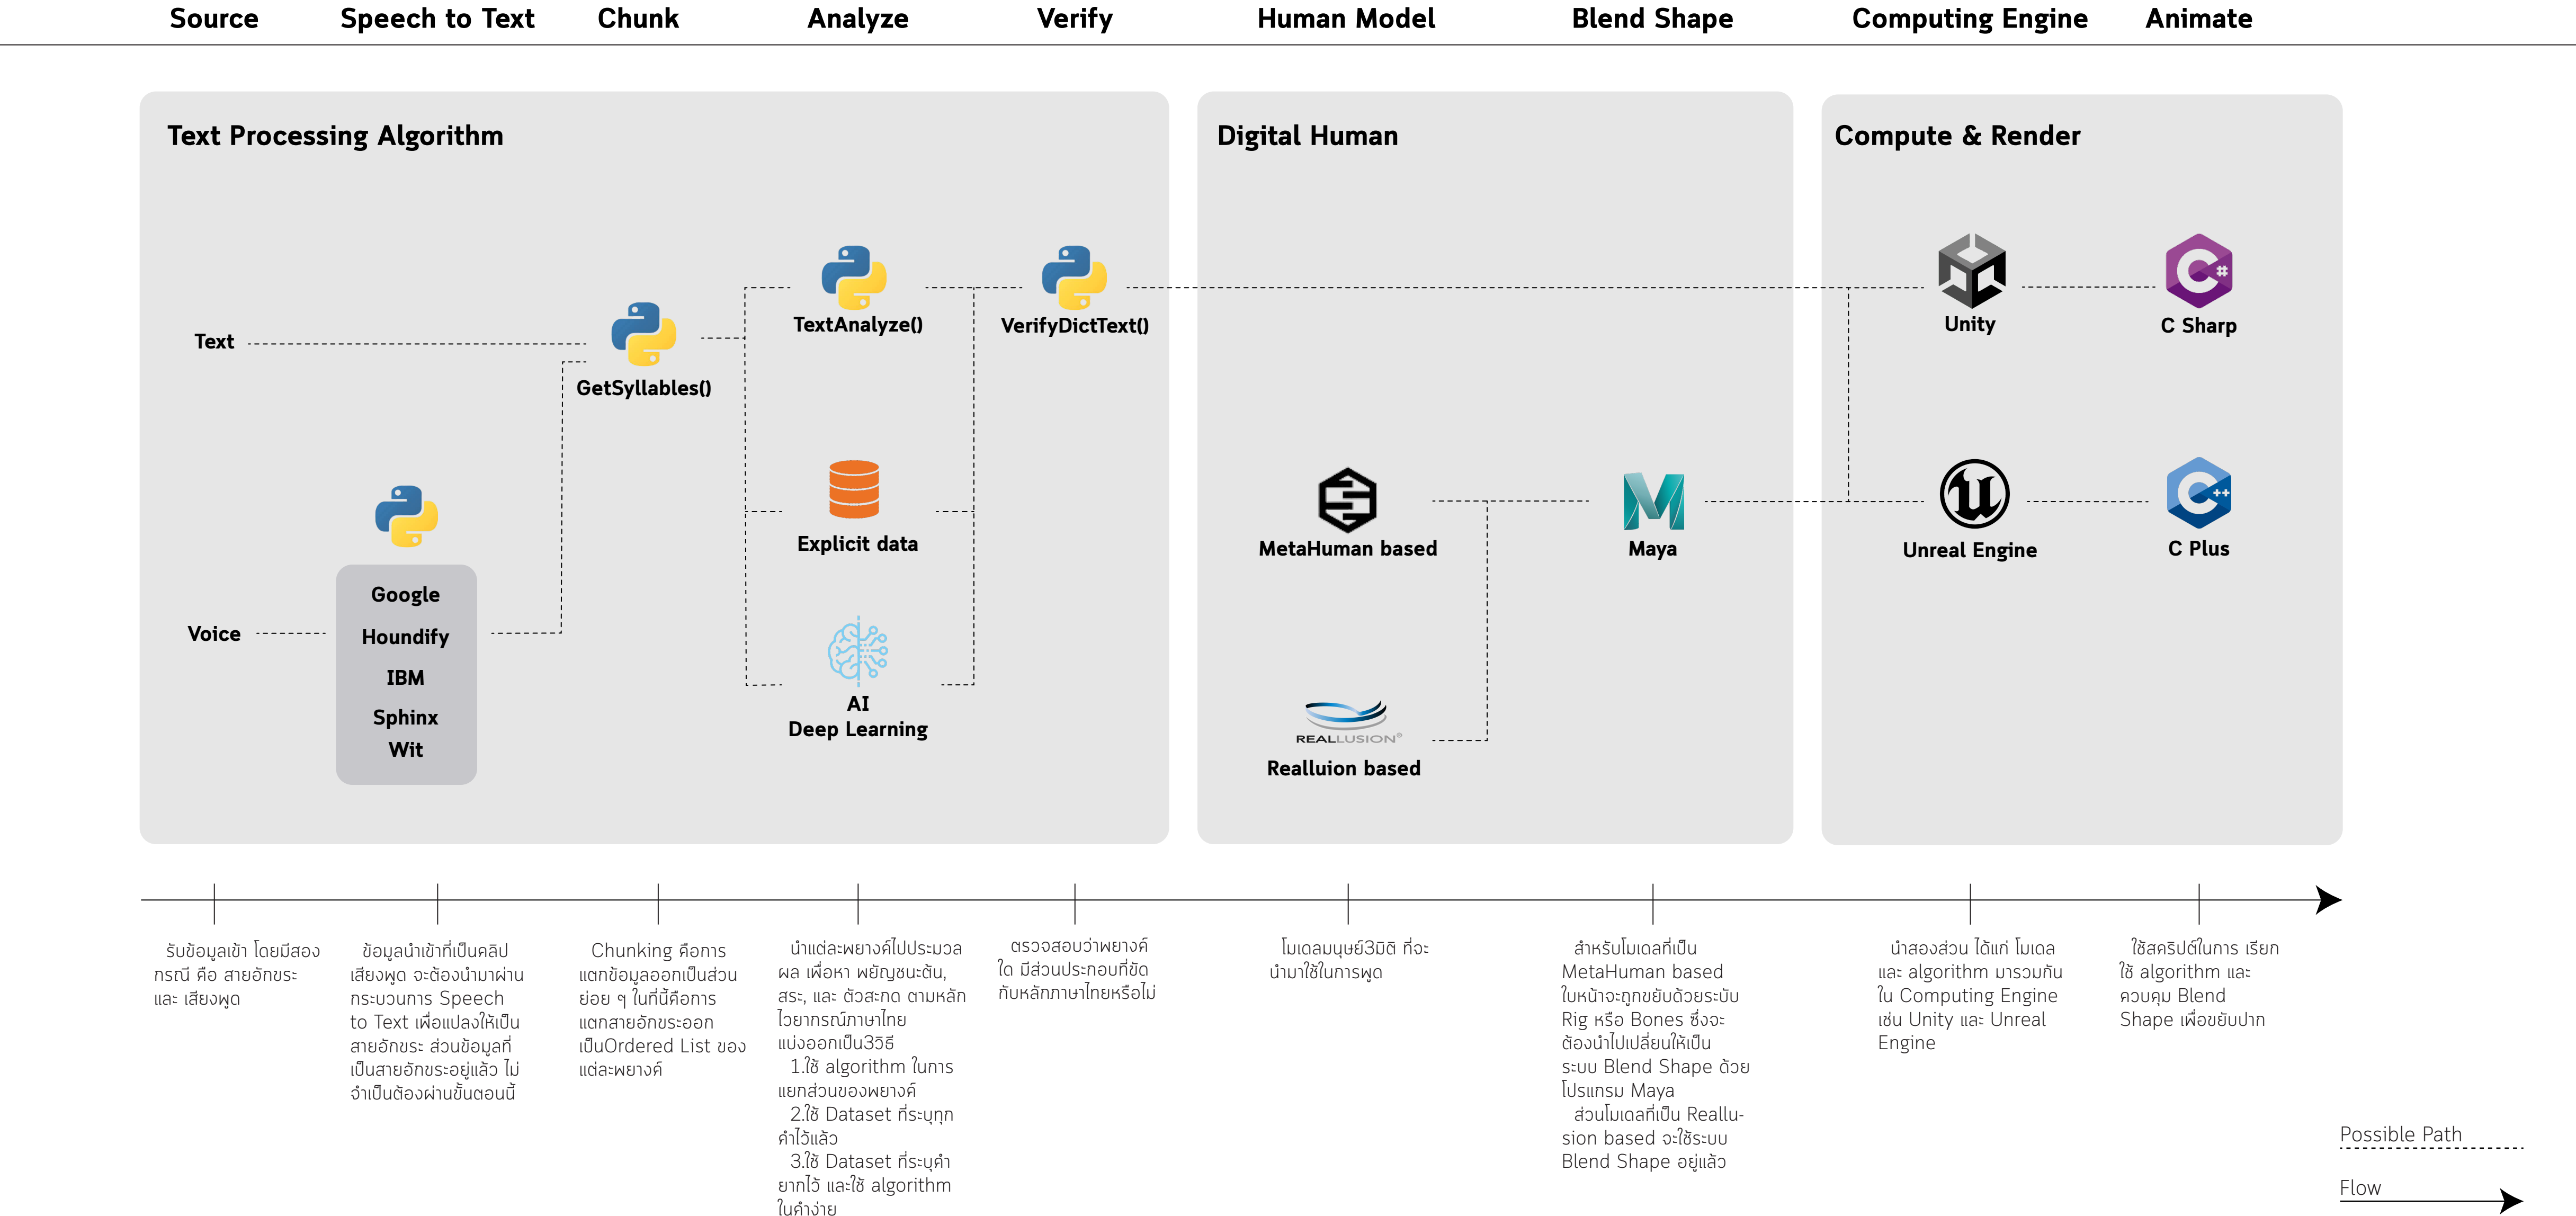 Source
Speech to Text
Chunk
Analyze
Verify
Human Model
Blend Shape
Computing Engine
Animate
Text Processing Algorithm
Digital Human
Compute & Render
Text
Voice
Google
Houndify
IBM
Sphinx
Wit
GetSyllables()
TextAnalyze()
Explicit data
AI
Deep Learning
VerifyDictText()
MetaHuman based
REALLUSION®
Realluion based
Maya
Unity
Unreal Engine
C Sharp
C Plus
รับข้อมูลเข้า โดยมีสอง
กรณี คือ สายอักขระ
และ เสียงพูด
ข้อมูลนำเข้าที่เป็นคลิป
เสียงพูด จะต้องนำมาผ่าน
กระบวนการ Speech
to Text เพื่อแปลงให้เป็น
สายอักขระ ส่วนข้อมูลที่
เป็นสายอักขระอยู่แล้ว ไม่
จำเป็นต้องผ่านขั้นตอนนี้
Chunking คือการ
แตกข้อมูลออกเป็นส่วน
ย่อย ๆ ในที่นี้คือการ
แตกสายอักขระออก
เป็นOrdered List ของ
แต่ละพยางค์
นำแต่ละพยางค์ไปประมวล
ผล เพื่อหา พยัญชนะต้น,
สระ, และ ตัวสะกด ตามหลัก
ไวยากรณ์ภาษาไทย
แบ่งออกเป็น3วิธี
1.ใช้ algorithm ในการ
แยกส่วนของพยางค์
2.ใช้ Dataset ที่ระบุทุก
คำไว้แล้ว
3.ใช้ Dataset ที่ระบุคำ
ยากไว้ และใช้ algorithm
ในคำง่าย
ตรวจสอบว่าพยางค์
ใด มีส่วนประกอบที่ขัด
กับหลักภาษาไทยหรือไม่
โมเดลมนุษย์3มิติ ที่จะ
นำมาใช้ในการพูด
สำหรับโมเดลที่เป็น
MetaHuman based
ใบหน้าจะถูกขยับด้วยระบับ
Rig หรือ Bones ซึ่งจะ
ต้องนำไปเปลี่ยนให้เป็น
ระบบ Blend Shape ด้วย
โปรแกรม Maya
ส่วนโมเดลที่เป็น Reallu-
sion based จะใช้ระบบ
Blend Shape อยู่แล้ว
นำสองส่วน ได้แก่ โมเดล
และ algorithm มารวมกัน
ใน Computing Engine
เช่น Unity และ Unreal
Engine
ใช้สคริปต์ในการ เรียก
ใช้ algorithm และ
ควบคุม Blend
Shape เพื่อขยับปาก
Possible Path
Flow